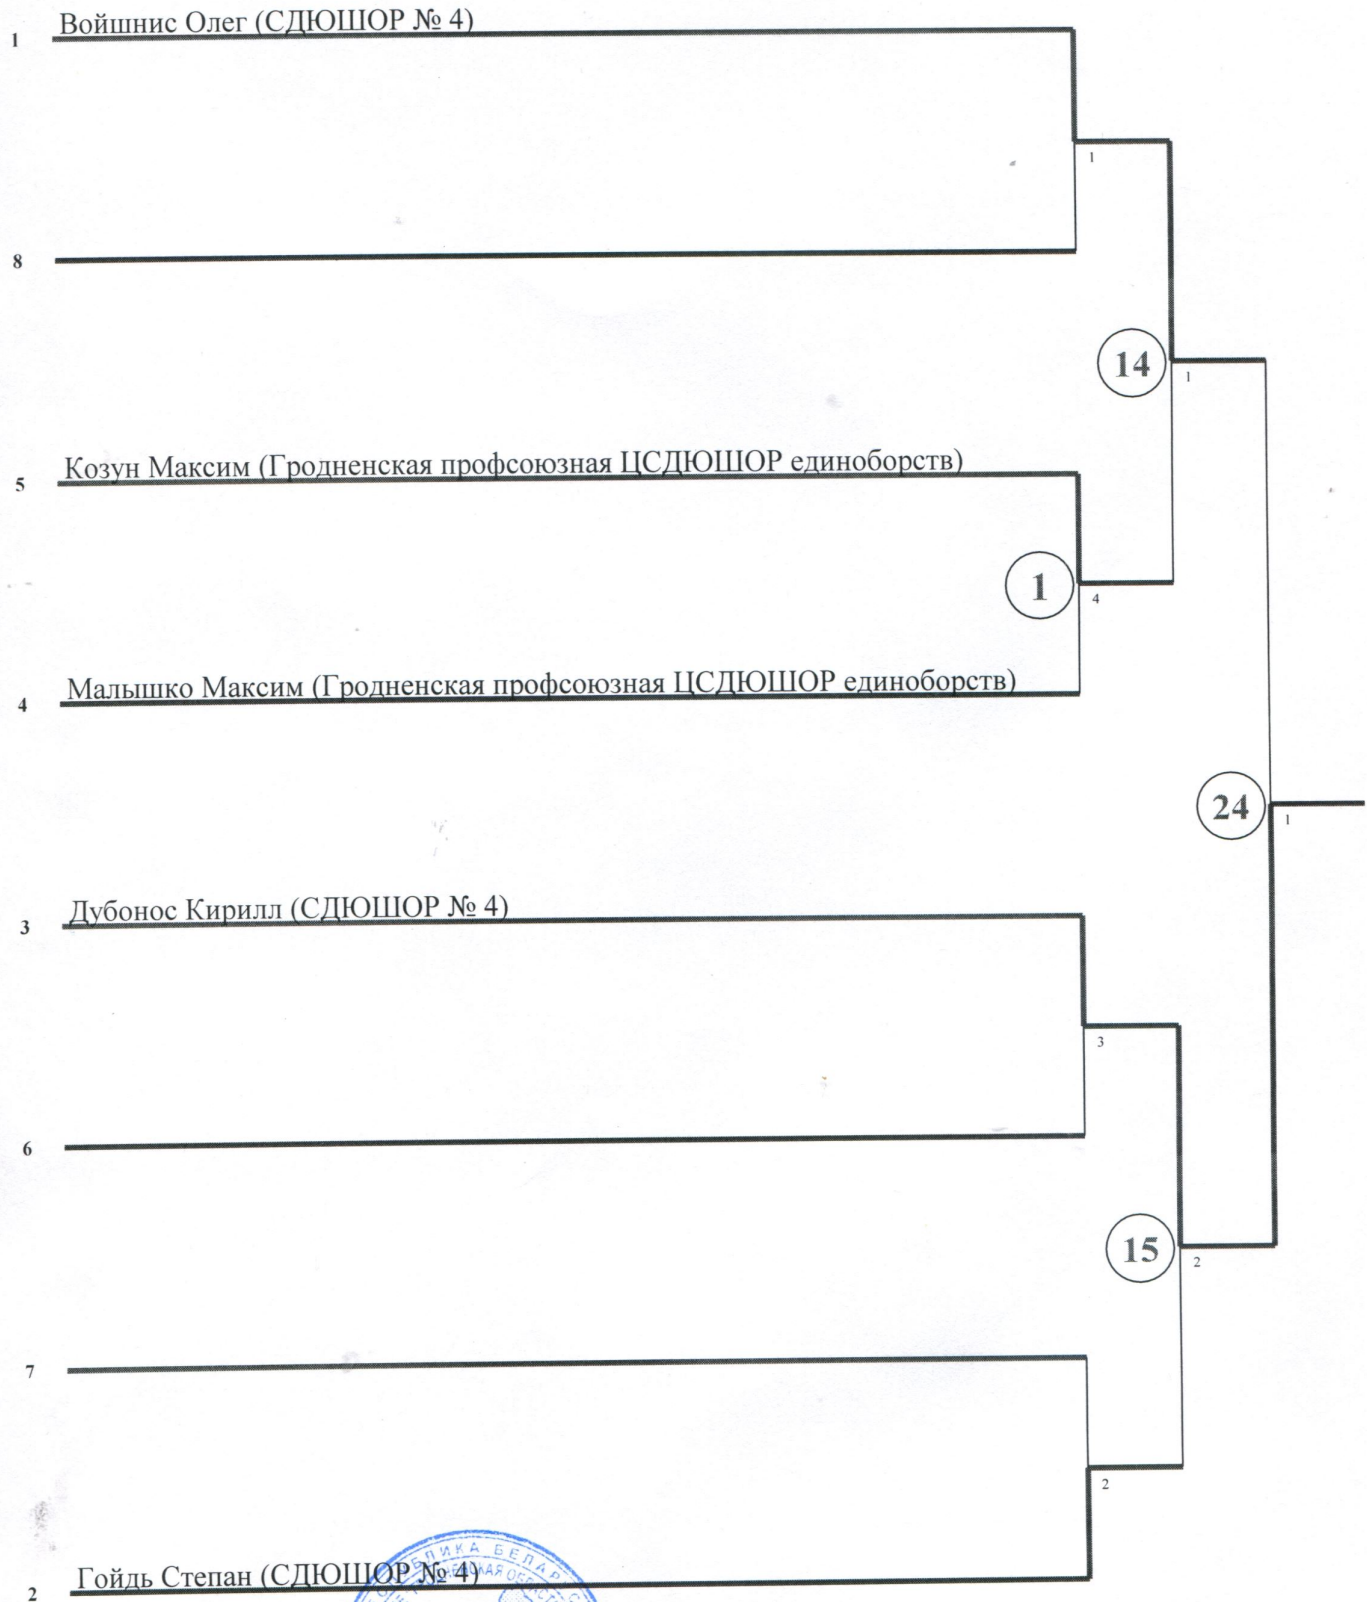 1 Войшнис Олег (СДЮШОР № 4)
1
8
14
1
5 Козун Максим (Гродненская профсоюзная ЦСДЮШОР единоборств)
1
4
4 Малышко Максим (Гродненская профсоюзная ЦСДЮШОР единоборств)
24
1
3 Дубонос Кирилл (СДЮШОР № 4)
3
6
15
2
7
2
2 Гойдь Степан (СДЮШОР № 4)